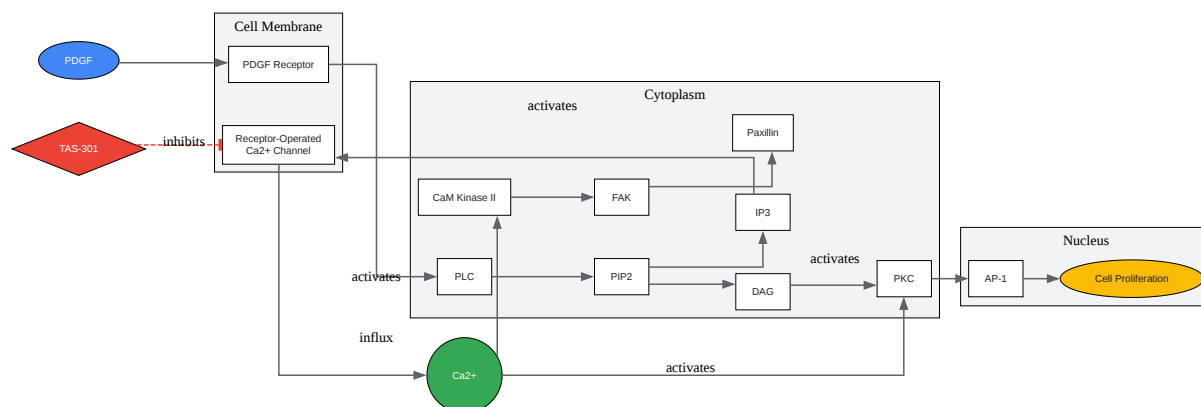 Cell Membrane
PDGF
PDGF Receptor
Cytoplasm
activates
TAS-301
inhibits
Receptor-Operated
Ca2+ Channel
Paxillin
CaM Kinase II
FAK
IP3
Nucleus
activates
activates
PLC
PIP2
DAG
PKC
AP-1
Cell Proliferation
influx
Ca2+
activates